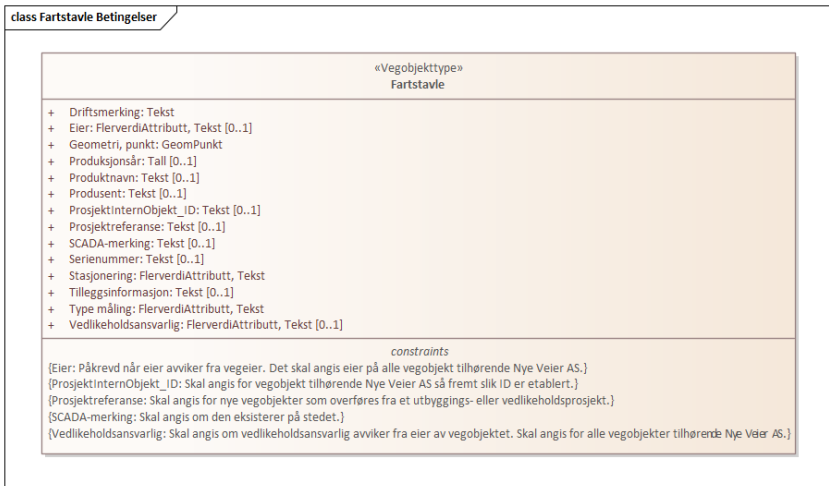 class Fartstavle Betingelser
«Vegobjekttype»
Fartstavle
+ Driftsmerking: Tekst
+ Eier: FlerverdiAttributt, Tekst [0..1]
+ Geometri, punkt: GeomPunkt
+ Produksjonsår: Tall [0..1]
+ Produktnavn: Tekst [0..1]
+ Produsent: Tekst [0..1]
+ ProsjektInternObjekt_ID: Tekst [0..1]
+ Prosjektreferanse: Tekst [0..1]
+ SCADA-merking: Tekst [0..1]
+ Serienummer: Tekst [0..1]
+ Stasjonering: FlerverdiAttributt, Tekst
+ Tilleggsinformasjon: Tekst [0..1]
+ Type måling: FlerverdiAttributt, Tekst
+ Vedlikeholdsansvarlig: FlerverdiAttributt, Tekst [0..1]
constraints
{Eier: Påkrevd når eier avviker fra vegeier. Det skal angis eier på alle vegobjekt tilhørende Nye Veier AS.}
{ProsjektInternObjekt_ID: Skal angis for vegobjekt tilhørende Nye Veier AS så fremt slik ID er etablert.}
{Prosjektreferanse: Skal angis for nye vegobjekter som overføres fra et utbyggings- eller vedlikeholdsprosjekt.}
{SCADA-merking: Skal angis om den eksisterer på stedet.}
{Vedlikeholdsansvarlig: Skal angis om vedlikeholdsansvarlig avviker fra eier av vegobjektet. Skal angis for alle vegobjekter tilhørende Nye Veier AS.}